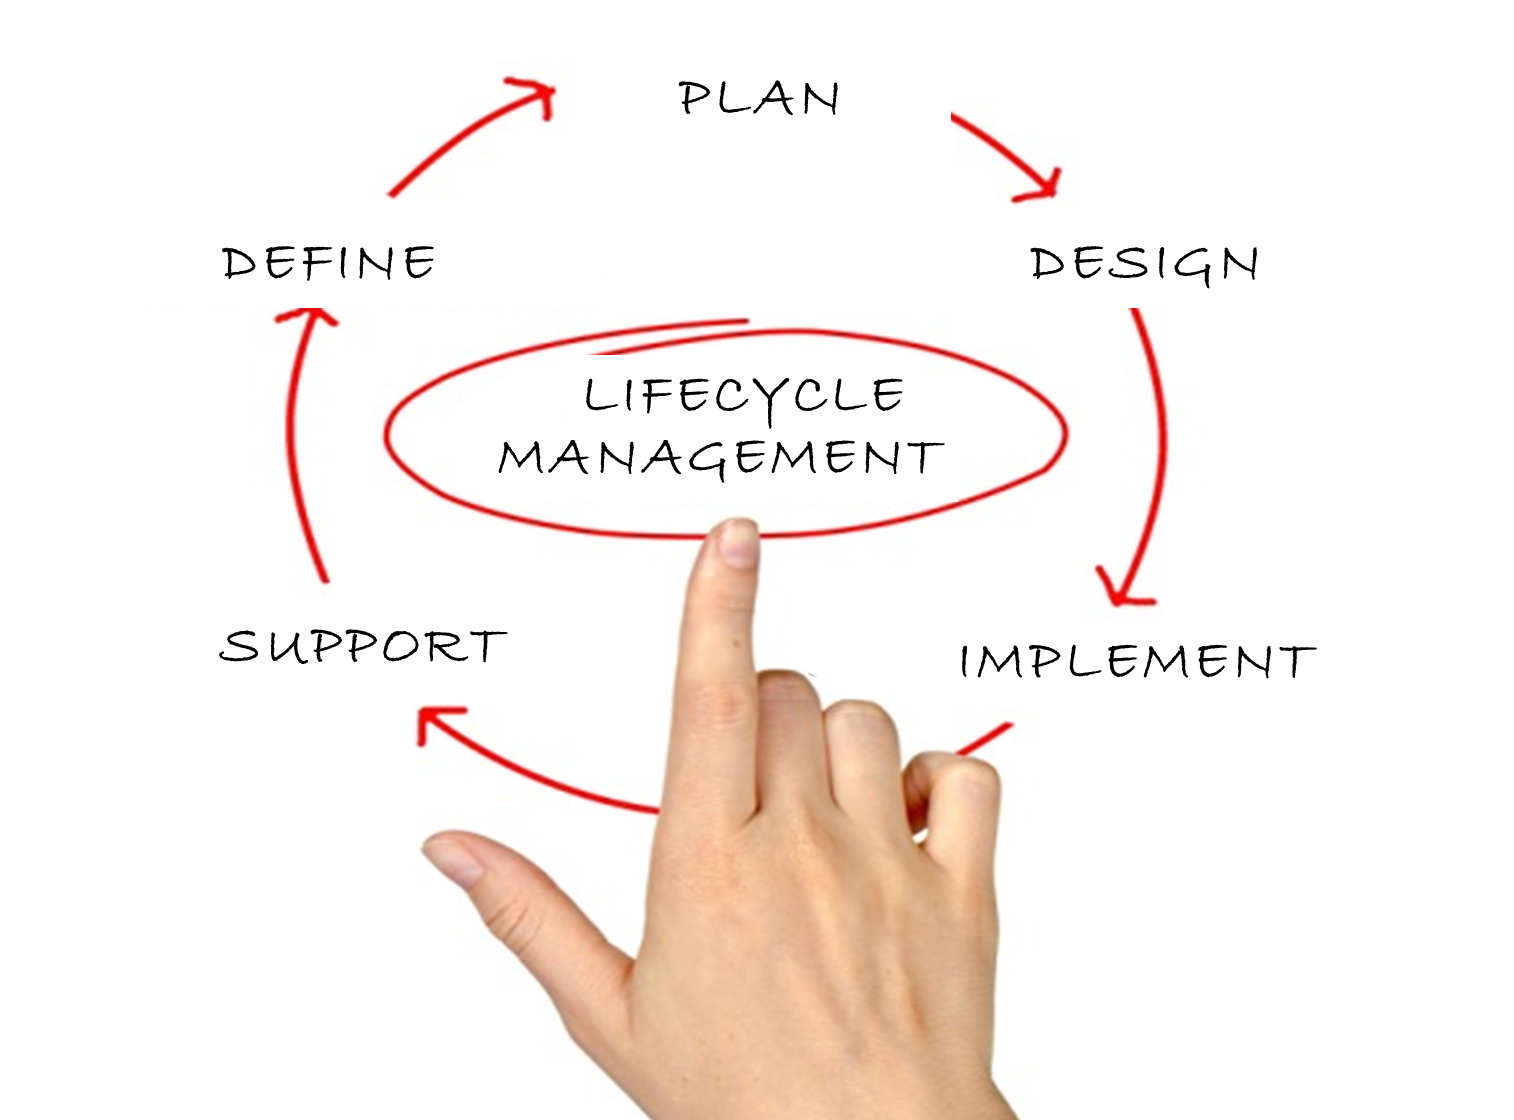 PLAN
DEFINE
DESIGN
LIFECYCLE
MANAGEMENT
SUPPORT
IMPLEMENT